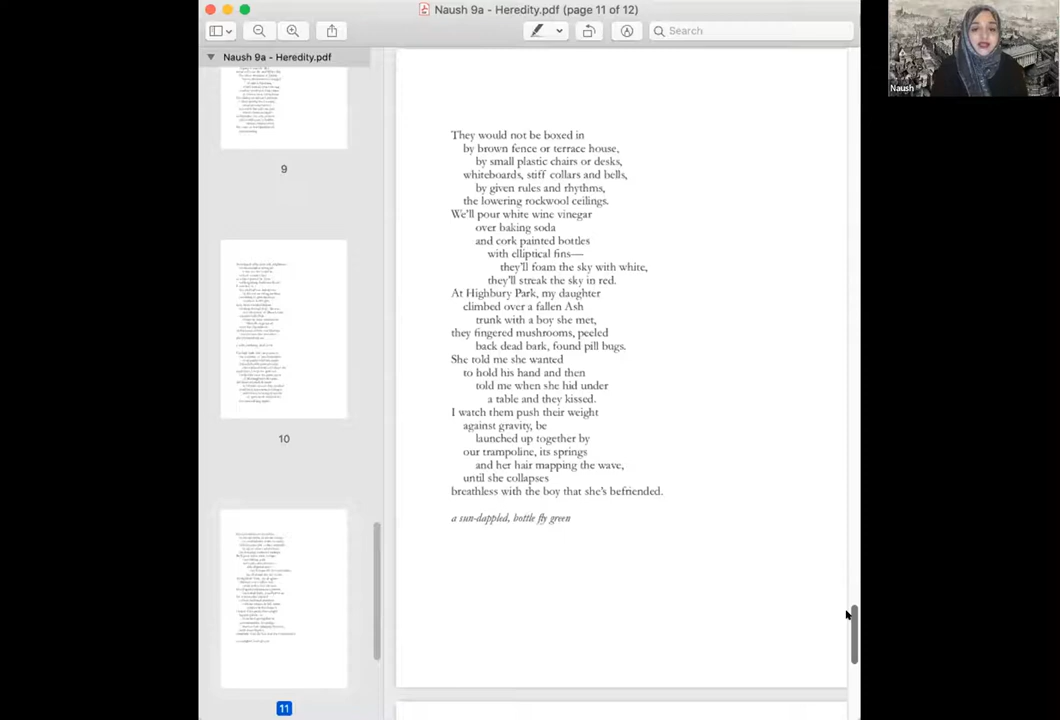 Naush 9a - Heredity.pdf (page 11 of 12)
Search
Naush 9a - Heredity.pdf
9
10
11
They would not be boxed in
by brown fence or terrace house,
by small plastic chairs or desks,
whiteboards, stiff collars and bells,
by given rules and rhythms,
the lowering rockwool ceilings.
We'll pour white wine vinegar
over baking soda
and cork painted bottles
with elliptical fins—
they'll foam the sky with white,
they'll streak the sky in red.
At Highbury Park, my daughter
climbed over a fallen Ash
trunk with a boy she met,
they fingered mushrooms, peeled
back dead bark, found pill bugs.
She told me she wanted
to hold his hand and then
told me when she hid under
a table and they kissed.
I watch them push their weight
against gravity, be
launched up together by
our trampoline, its springs
and her hair mapping the wave,
until she collapses
breathless with the boy that she's befriended.
a sun-dappled, bottle fly green
Naush